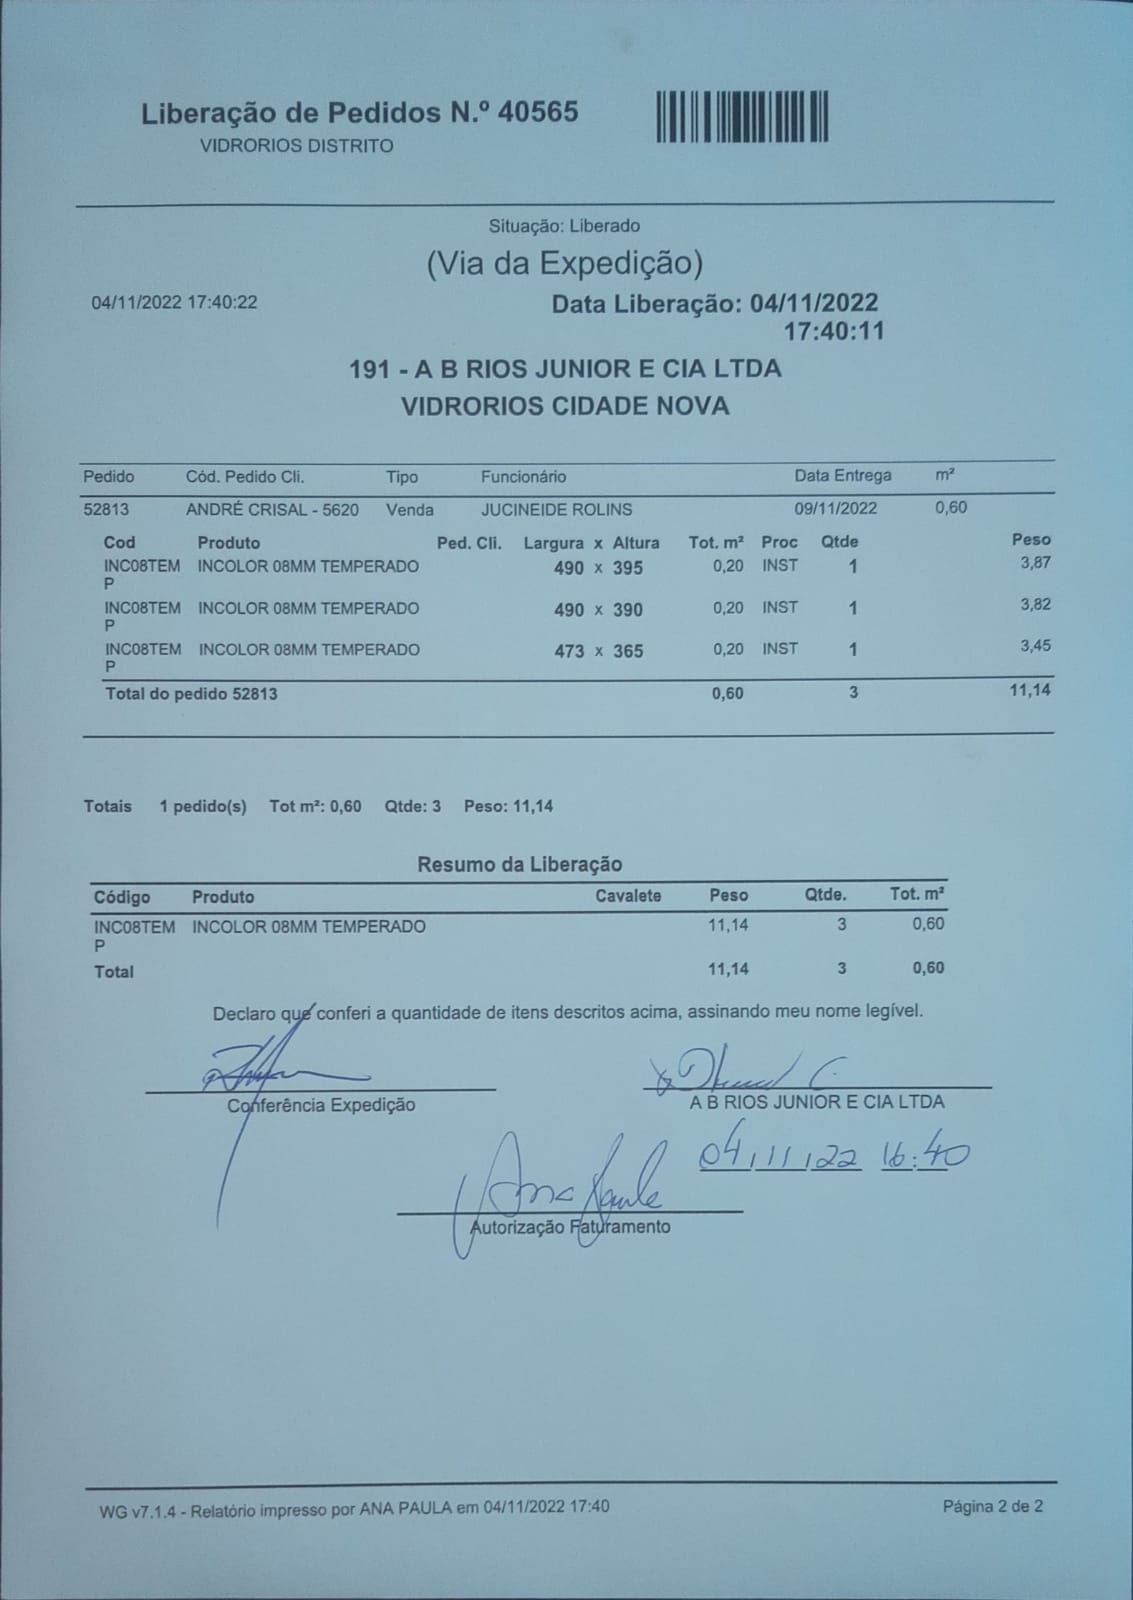 Liberação de Pedidos N.º 40565
VIDRORIOS DISTRITO
Situação: Liberado
(Via da Expedição)
04/11/2022 17:40:22 Data Liberação: 04/11/2022
17:40:11
191 - A B RIOS JUNIOR E CIA LTDA
VIDRORIOS CIDADE NOVA
Pedido Cód. Pedido Cli. Tipo Funcionário Data Entrega m²
52813 ANDRÉ CRISAL - 5620 Venda JUCINEIDE ROLINS 09/11/2022 0,60
Cod Produto Ped. Cli. Largura x Altura Tot. m² Proc Qtde Peso
INC08TEM INCOLOR 08MM TEMPERADO 490 x 395 0,20 INST 1 3,87
P
INC08TEM INCOLOR 08MM TEMPERADO 490 x 390 0,20 INST 1 3,82
P
INC08TEM INCOLOR 08MM TEMPERADO 473 x 365 0,20 INST 1 3,45
P
Total do pedido 52813 0,60 3 11,14
Totais 1 pedido(s) Tot m²: 0,60 Qtde: 3 Peso: 11,14
Resumo da Liberação
Código Produto Cavalete Peso Qtde. Tot. m²
INC08TEM INCOLOR 08MM TEMPERADO 11,14 3 0,60
P
Total 11,14 3 0,60
Declaro que conferi a quantidade de itens descritos acima, assinando meu nome legível.
Conferência Expedição A B RIOS JUNIOR E CIA LTDA
04/11/22 16:40
Ana Paula
Autorização Faturamento
WG v7.1.4 - Relatório impresso por ANA PAULA em 04/11/2022 17:40 Página 2 de 2